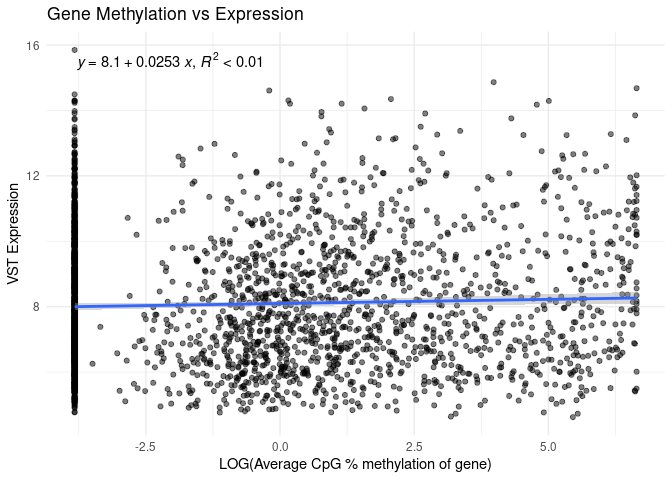 Gene Methylation vs Expression
16
y = 8.1 + 0.0253 x, R² < 0.01
12
VST Expression
8
-2.5 0.0 2.5 5.0
LOG(Average CpG % methylation of gene)